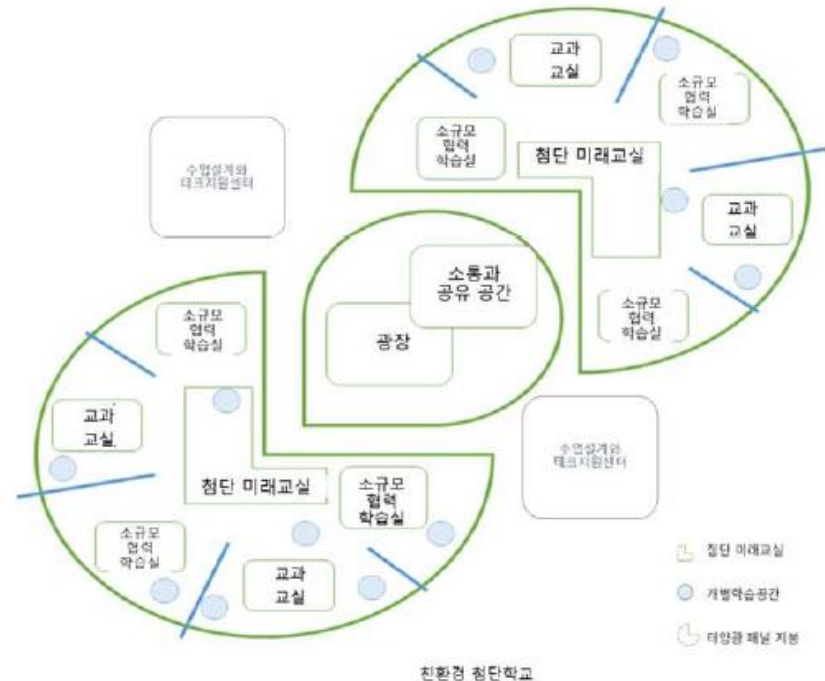 교과
교실
소규모
협력
학습실
소규모
협력
학습실
첨단 미래교실
수업설계와
테크지원센터
교과
교실
소통과
공유 공간
소규모
협력
학습실
광장
소규모
협력
학습실
교과
교실
수업설계와
테크지원센터
첨단 미래교실
소규모
협력
학습실
소규모
협력
학습실
교과
교실
첨단 미래교실
개별학습공간
태양광 패널 지붕
친환경 첨단학교